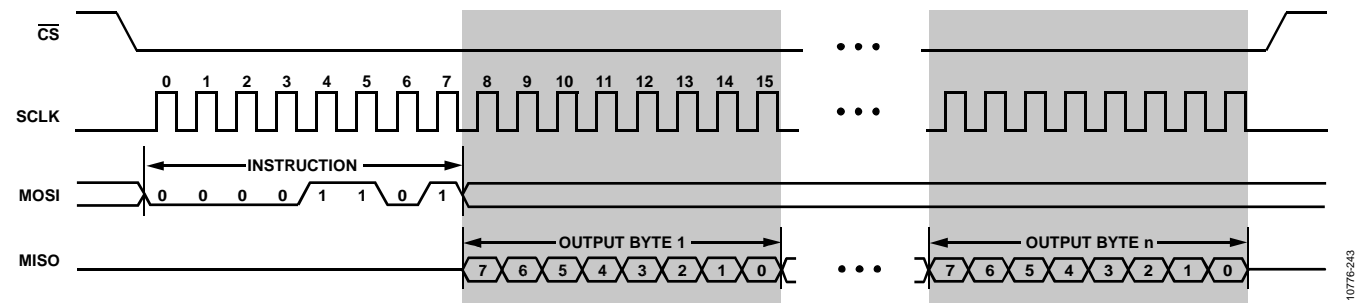 CS
0 1 2 3 4 5 6 7 8 9 10 11 12 13 14 15
SCLK
INSTRUCTION
MOSI
0 0 0 0 1 1 0 1
OUTPUT BYTE 1
OUTPUT BYTE n
MISO
7 6 5 4 3 2 1 0
7 6 5 4 3 2 1 0
10776-243